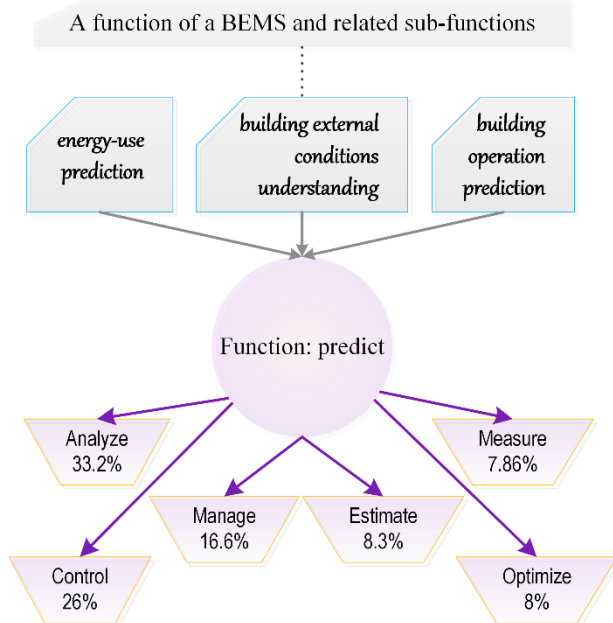 A function of a BEMS and related sub-functions
energy-use
prediction
building external
conditions
understanding
building
operation
prediction
Function: predict
Analyze
33.2%
Measure
7.86%
Manage
16.6%
Estimate
8.3%
Control
26%
Optimize
8%